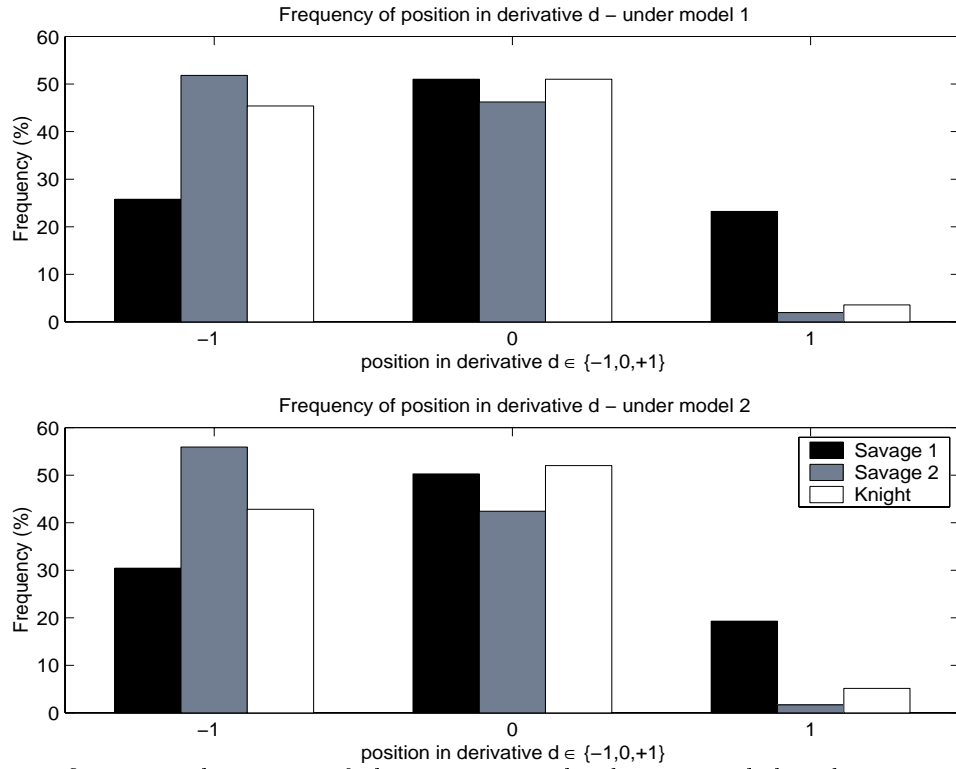 Frequency of position in derivative d – under model 1
60
50
40
30
20
10
0
Frequency (%)
−1 0 1
position in derivative d ∈ {−1,0,+1}
Frequency of position in derivative d – under model 2
60
50
40
30
20
10
0
Frequency (%)
Savage 1
Savage 2
Knight
−1 0 1
position in derivative d ∈ {−1,0,+1}